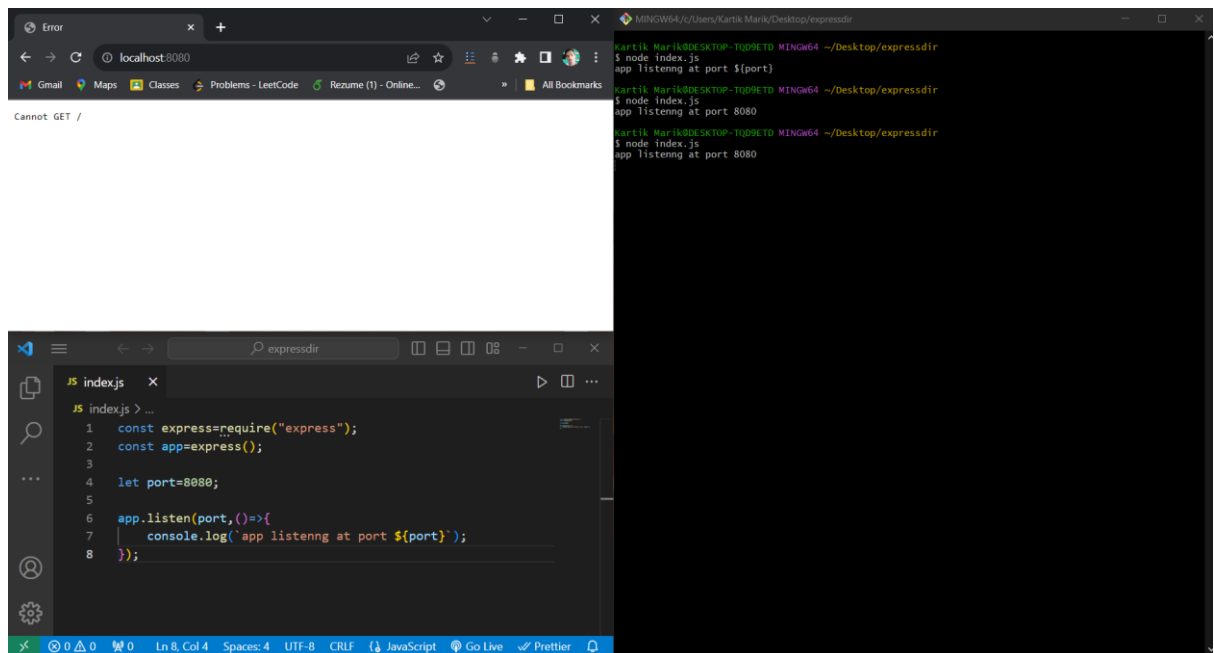 Error
localhost:8080
Gmail Maps Classes Problems - LeetCode Rezume (1) - Online... » All Bookmarks
Cannot GET /
expressdir
JS index.js
JS index.js > ...
1 const express=require("express");
2 const app=express();
3
4 let port=8080;
5
6 app.listen(port,()=>{
7 console.log(`app listenng at port ${port}`);
8 });
0 0 0 Ln 8, Col 4 Spaces: 4 UTF-8 CRLF JavaScript Go Live Prettier
MINGW64:/c/Users/Kartik Marik/Desktop/expressdir
Kartik Marik@DESKTOP-TQD9ETD MINGW64 ~/Desktop/expressdir
$ node index.js
app listenng at port ${port}
Kartik Marik@DESKTOP-TQD9ETD MINGW64 ~/Desktop/expressdir
$ node index.js
app listenng at port 8080
Kartik Marik@DESKTOP-TQD9ETD MINGW64 ~/Desktop/expressdir
$ node index.js
app listenng at port 8080